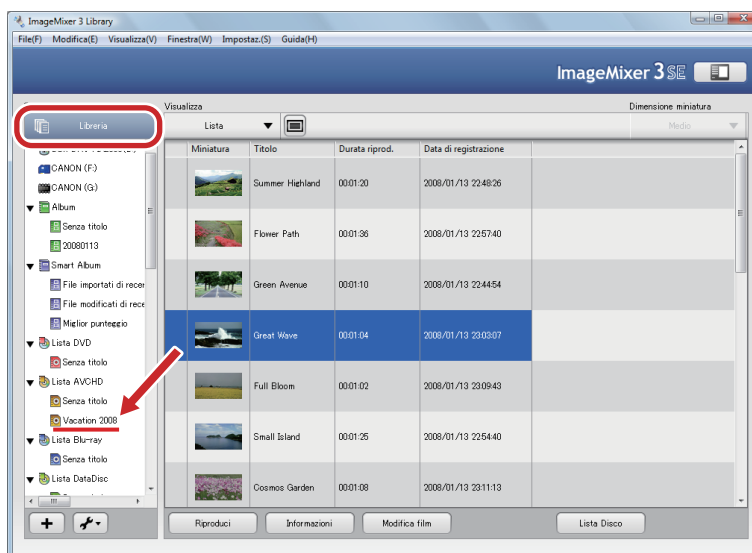 ImageMixer 3 Library
File(F) Modifica(E) Visualizza(V) Finestra(W) Impostaz.(S) Guida(H)
ImageMixer 3 SE
Visualizza
Dimensione miniatura
Libreria
Lista
Medio
Miniatura Titolo Durata riprod. Data di registrazione
CANON (F:)
CANON (G:)
Album
Senza titolo
20080113
Smart Album
File importati di recer
File modificati di rece
Miglior punteggio
Lista DVD
Senza titolo
Lista AVCHD
Senza titolo
Vacation 2008
Lista Blu-ray
Senza titolo
Lista DataDisc
Summer Highland 00:01:20 2008/01/13 22:48:26
Flower Path 00:01:36 2008/01/13 22:57:40
Green Avenue 00:01:10 2008/01/13 22:44:54
Great Wave 00:01:04 2008/01/13 23:03:07
Full Bloom 00:01:02 2008/01/13 23:09:43
Small Island 00:01:25 2008/01/13 22:54:40
Cosmos Garden 00:01:08 2008/01/13 23:11:13
Riproduci Informazioni Modifica film Lista Disco